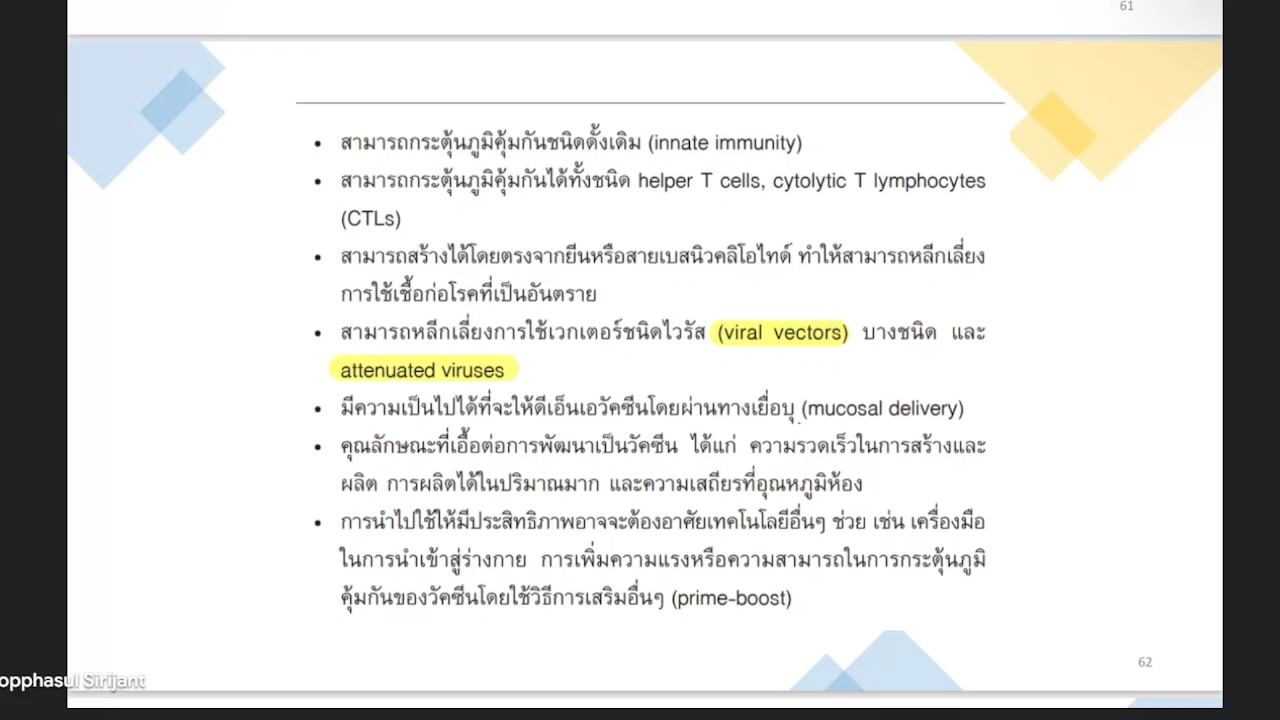 61
• สามารถกระตุ้นภูมิคุ้มกันชนิดดั้งเดิม (innate immunity)
• สามารถกระตุ้นภูมิคุ้มกันได้ทั้งชนิด helper T cells, cytolytic T lymphocytes
(CTLs)
• สามารถสร้างได้โดยตรงจากยีนหรือสายเบสนิวคลิโอไทด์ ทำให้สามารถหลีกเลี่ยง
การใช้เชื้อก่อโรคที่เป็นอันตราย
• สามารถหลีกเลี่ยงการใช้เวกเตอร์ชนิดไวรัส (viral vectors) บางชนิด และ
attenuated viruses
• มีความเป็นไปได้ที่จะให้ดีเอ็นเอวัคซีนโดยผ่านทางเยื่อบุ (mucosal delivery)
• คุณลักษณะที่เอื้อต่อการพัฒนาเป็นวัคซีน ได้แก่ ความรวดเร็วในการสร้างและ
ผลิต การผลิตได้ในปริมาณมาก และความเสถียรที่อุณหภูมิห้อง
• การนำไปใช้ให้มีประสิทธิภาพอาจจะต้องอาศัยเทคโนโลยีอื่นๆ ช่วย เช่น เครื่องมือ
ในการนำเข้าสู่ร่างกาย การเพิ่มความแรงหรือความสามารถในการกระตุ้นภูมิ
คุ้มกันของวัคซีนโดยใช้วิธีการเสริมอื่นๆ (prime-boost)
62
opphasul Sirijant